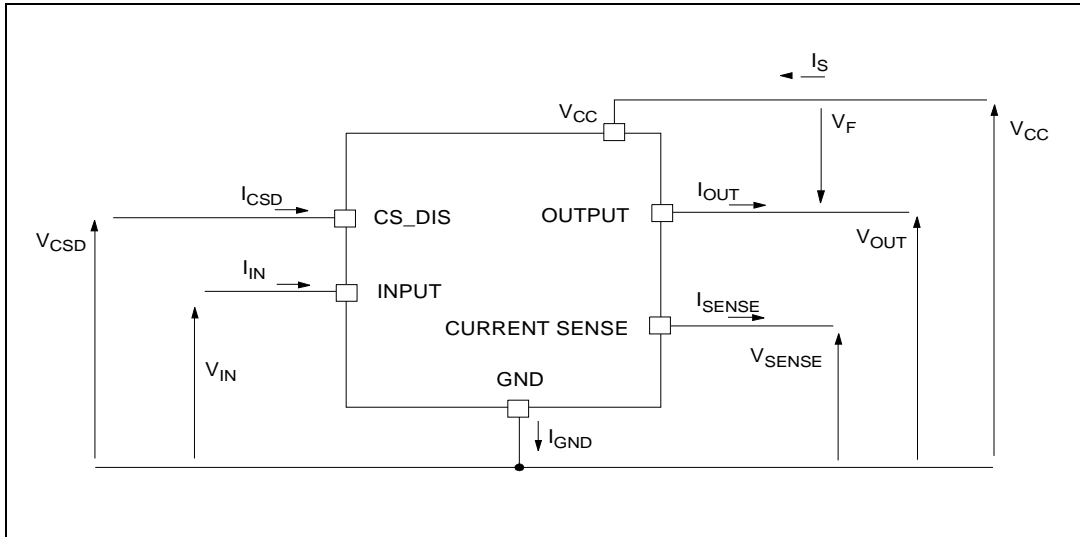 I_S
V_CC
V_F
V_CC
I_CSD
I_OUT
CS_DIS
OUTPUT
V_CSD
V_OUT
I_IN
INPUT
I_SENSE
CURRENT SENSE
V_SENSE
V_IN
GND
I_GND